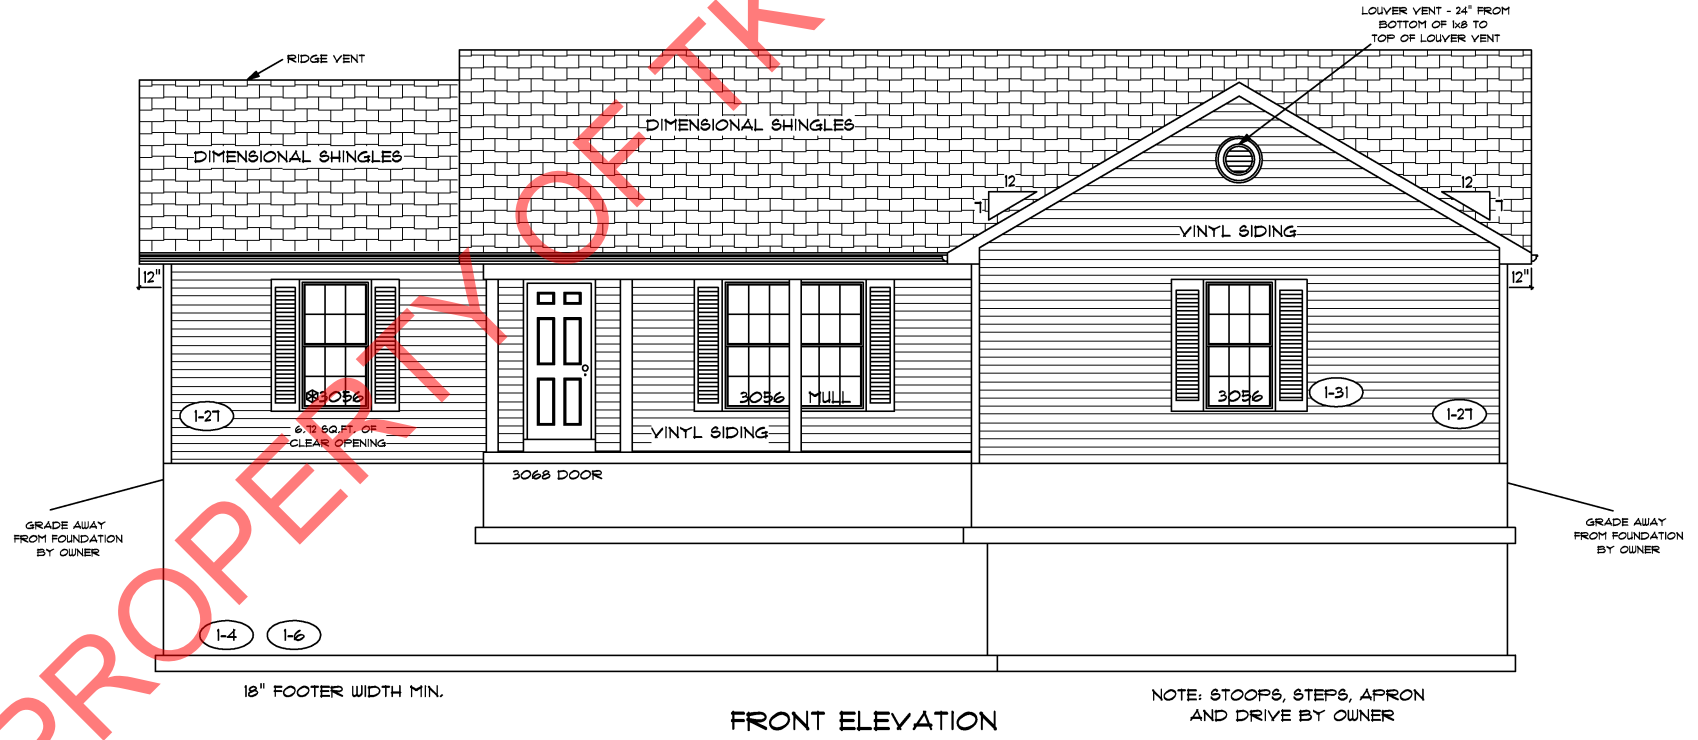 LOUVER VENT - 24" FROM
BOTTOM OF 1x8 TO
TOP OF LOUVER VENT
RIDGE VENT
DIMENSIONAL SHINGLES
DIMENSIONAL SHINGLES
12
7
12
7
VINYL SIDING
12"
12"
3056
3056 MULL
3056
1-31
1-27
1-27
6.72 SQ.FT. OF
CLEAR OPENING
VINYL SIDING
3068 DOOR
GRADE AWAY
FROM FOUNDATION
BY OWNER
GRADE AWAY
FROM FOUNDATION
BY OWNER
1-4
1-6
18" FOOTER WIDTH MIN.
NOTE: STOOPS, STEPS, APRON
AND DRIVE BY OWNER
FRONT ELEVATION
PROPERTY OF TK